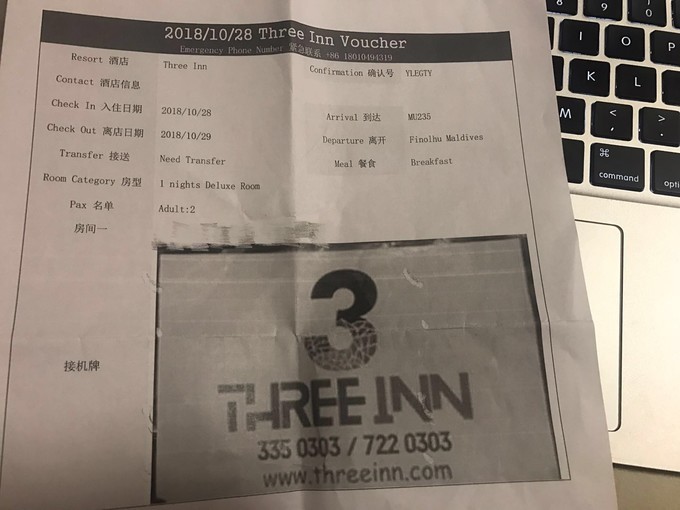 2018/10/28 Three Inn Voucher
Emergency Phone Number 紧急联系 +86 18010494319
Resort 酒店 Three Inn Confirmation 确认号 YLEGTY
Contact 酒店信息
Check In 入住日期 2018/10/28 Arrival 到达 MU235
Check Out 离店日期 2018/10/29 Departure 离开 Finolhu Maldives
Transfer 接送 Need Transfer Meal 餐食 Breakfast
Room Category 房型 1 nights Deluxe Room
Pax 名单 Adult:2
房间一
接机牌
3
THREE INN
335 0303 / 722 0303
www.threeinn.com
8 9 0
I O P
K L
M < , > .
⌘
command option